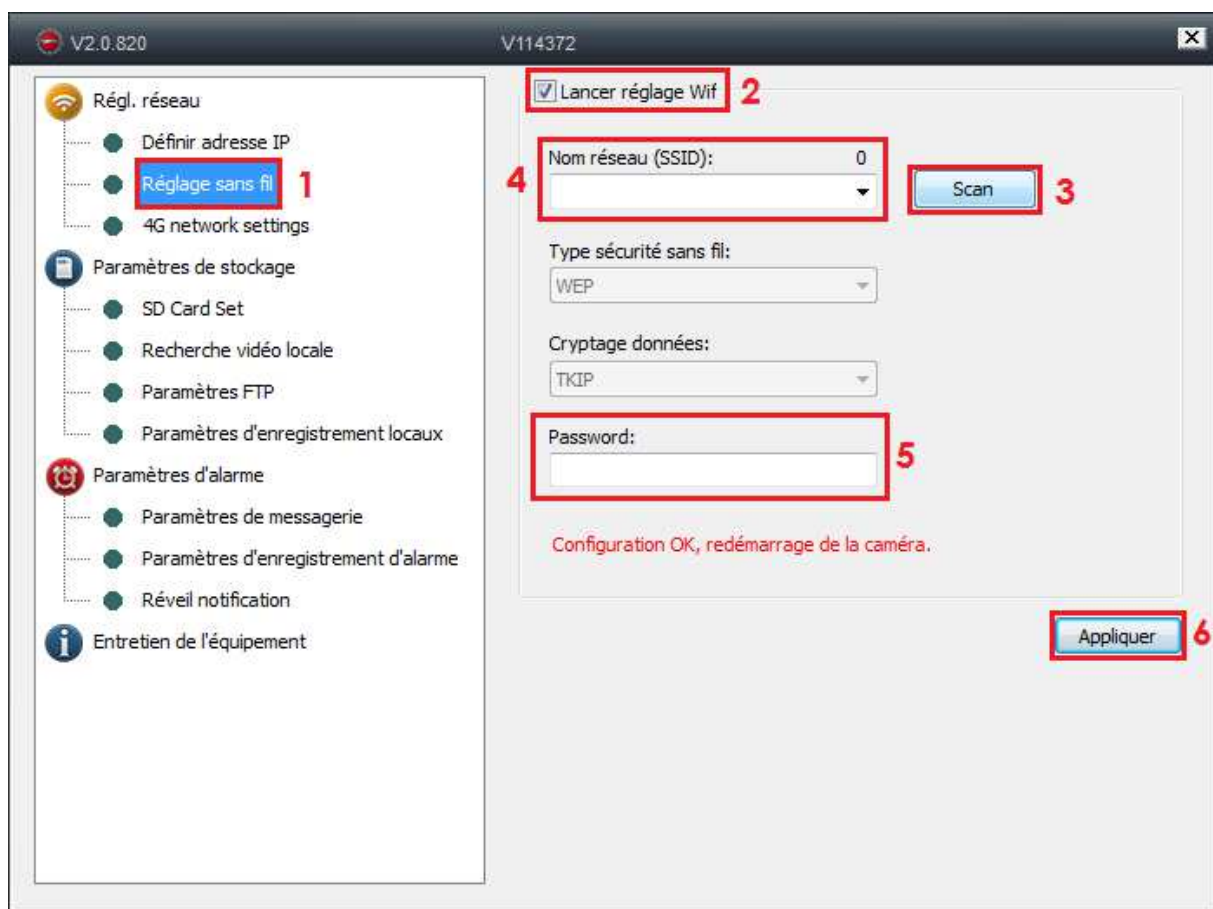 V2.0.820
V114372
Régl. réseau
Définir adresse IP
Réglage sans fil
1
4G network settings
Paramètres de stockage
SD Card Set
Recherche vidéo locale
Paramètres FTP
Paramètres d'enregistrement locaux
Paramètres d'alarme
Paramètres de messagerie
Paramètres d'enregistrement d'alarme
Réveil notification
Entretien de l'équipement
Lancer réglage Wif
2
4
Nom réseau (SSID): 0
Scan
3
Type sécurité sans fil:
WEP
Cryptage données:
TKIP
Password:
5
Configuration OK, redémarrage de la caméra.
Appliquer
6